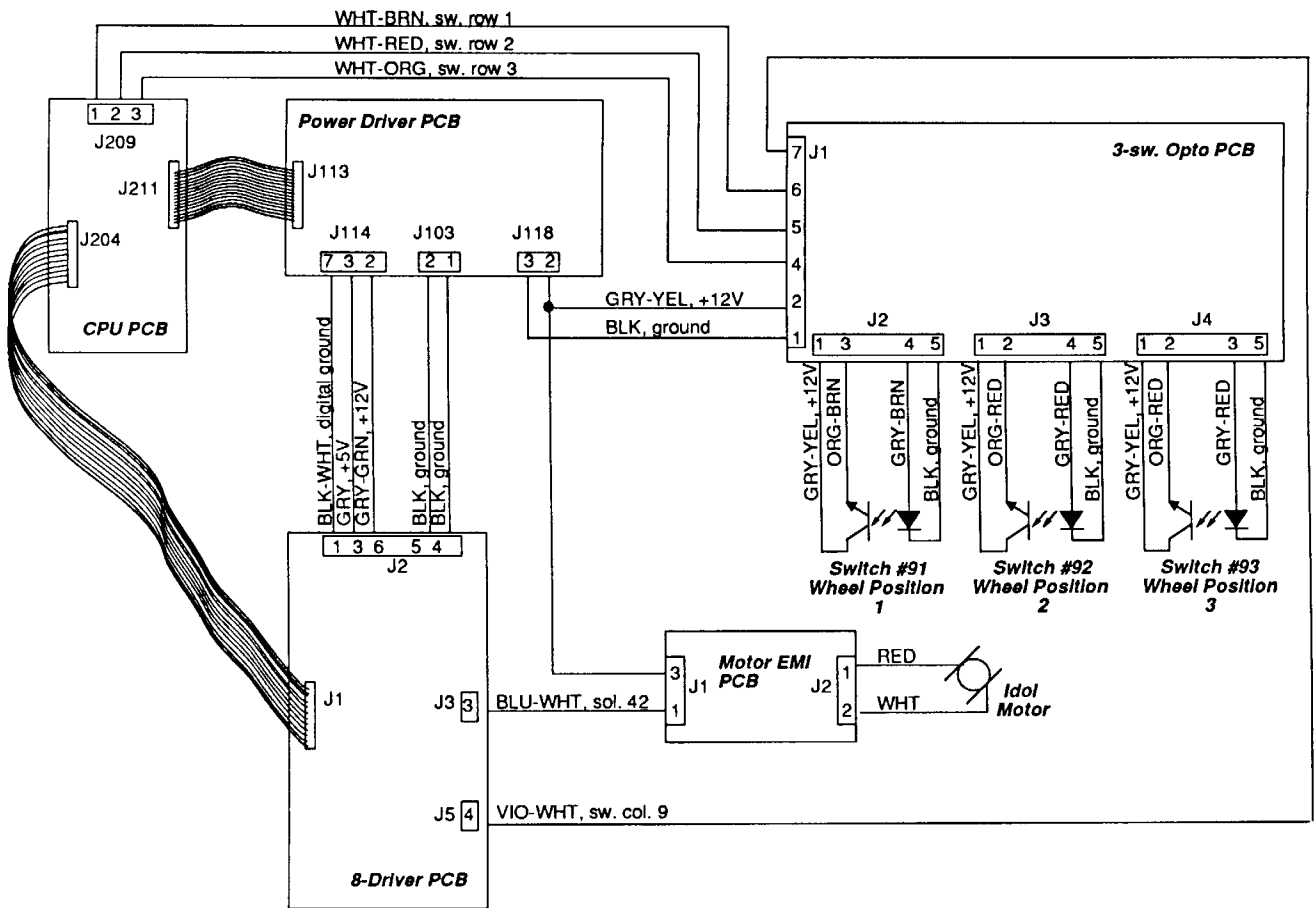 WHT-BRN, sw. row 1
WHT-RED, sw. row 2
WHT-ORG, sw. row 3
1 2 3
J209
J211
J204
CPU PCB
Power Driver PCB
J113
J114
7 3 2
J103
2 1
J118
3 2
3-sw. Opto PCB
J1
7
6
5
4
2
1
GRY-YEL, +12V
BLK, ground
J2
1 3 4 5
J3
1 2 4 5
J4
1 2 3 5
GRY-YEL, +12V
ORG-BRN
GRY-BRN
BLK, ground
GRY-YEL, +12V
ORG-RED
GRY-RED
BLK, ground
GRY-YEL, +12V
ORG-RED
GRY-RED
BLK, ground
Switch #91
Wheel Position
1
Switch #92
Wheel Position
2
Switch #93
Wheel Position
3
BLK-WHT, digital ground
GRY, +5V
GRY-GRN, +12V
BLK, ground
BLK, ground
1 3 6 5 4
J2
J1
J3 3
BLU-WHT, sol. 42
J5 4
VIO-WHT, sw. col. 9
8-Driver PCB
Motor EMI
PCB
3
J1
1
J2
1
2
RED
WHT
Idol
Motor